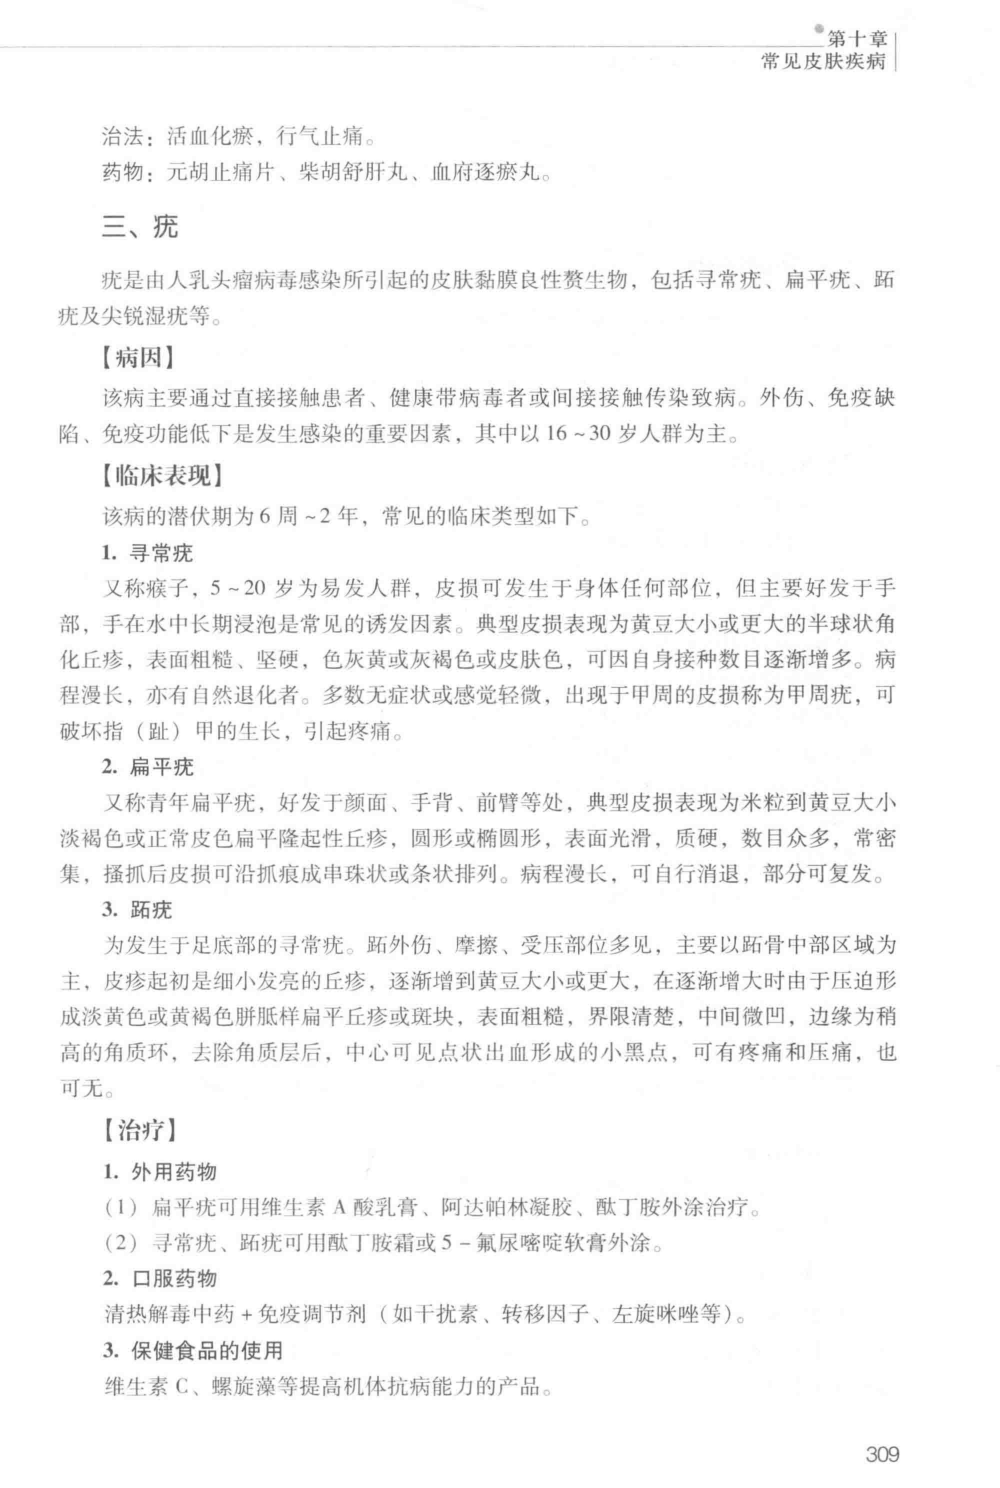 第十章
常见皮肤疾病
治法：活血化瘀，行气止痛。
药物：元胡止痛片、柴胡舒肝丸、血府逐瘀丸。
三、疣
疣是由人乳头瘤病毒感染所引起的皮肤黏膜良性赘生物，包括寻常疣、扁平疣、跖
疣及尖锐湿疣等。
【病因】
该病主要通过直接接触患者、健康带病毒者或间接接触传染致病。外伤、免疫缺
陷、免疫功能低下是发生感染的重要因素，其中以 16 ~ 30 岁人群为主。
【临床表现】
该病的潜伏期为 6 周 ~ 2 年，常见的临床类型如下。
1. 寻常疣
又称瘊子，5 ~ 20 岁为易发人群，皮损可发生于身体任何部位，但主要好发于手
部，手在水中长期浸泡是常见的诱发因素。典型皮损表现为黄豆大小或更大的半球状角
化丘疹，表面粗糙、坚硬，色灰黄或灰褐色或皮肤色，可因自身接种数目逐渐增多。病
程漫长，亦有自然退化者。多数无症状或感觉轻微，出现于甲周的皮损称为甲周疣，可
破坏指（趾）甲的生长，引起疼痛。
2. 扁平疣
又称青年扁平疣，好发于颜面、手背、前臂等处，典型皮损表现为米粒到黄豆大小
淡褐色或正常皮色扁平隆起性丘疹，圆形或椭圆形，表面光滑，质硬，数目众多，常密
集，搔抓后皮损可沿抓痕成串珠状或条状排列。病程漫长，可自行消退，部分可复发。
3. 跖疣
为发生于足底部的寻常疣。跖外伤、摩擦、受压部位多见，主要以跖骨中部区域为
主，皮疹起初是细小发亮的丘疹，逐渐增到黄豆大小或更大，在逐渐增大时由于压迫形
成淡黄色或黄褐色胼胝样扁平丘疹或斑块，表面粗糙，界限清楚，中间微凹，边缘为稍
高的角质环，去除角质层后，中心可见点状出血形成的小黑点，可有疼痛和压痛，也
可无。
【治疗】
1. 外用药物
（1）扁平疣可用维生素 A 酸乳膏、阿达帕林凝胶、酞丁胺外涂治疗。
（2）寻常疣、跖疣可用酞丁胺霜或 5 - 氟尿嘧啶软膏外涂。
2. 口服药物
清热解毒中药 + 免疫调节剂（如干扰素、转移因子、左旋咪唑等）。
3. 保健食品的使用
维生素 C、螺旋藻等提高机体抗病能力的产品。
309